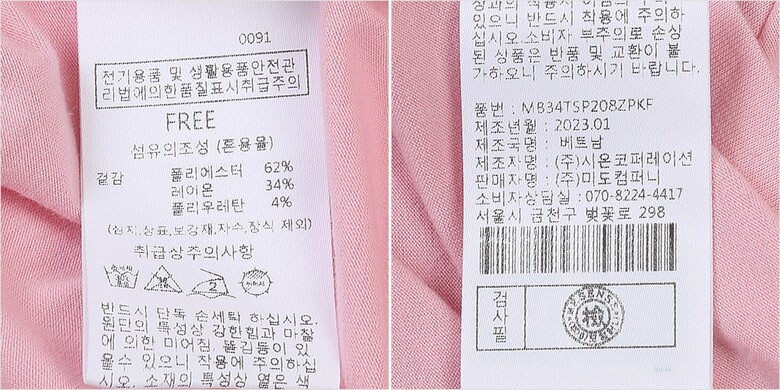 0091
전기용품 및 생활용품안전관
리법에의한품질표시취급주의
FREE
섬유의조성 (혼용율)
겉감
폴리에스터 62%
레이온 34%
폴리우레탄 4%
(심지,상표,보강재,자수,장식 제외)
취급상주의사항
2
반드시 단독 손세탁 하십시오.
원단의 특성상 강한힘과 마찰
에 의한 미어짐 뜯김등이 있
을수 있으니 착용에 주의하십
시오. 소재의 특성상 옅은 색
있으니 반드시 착용에 주의하
십시오.소비자 부주의로 손상
된 상품은 반품 및 교환이 불
가하오니 주의하시기 바랍니다.
품번 : MB34TSP208ZPKF
제조년월 : 2023.01
제조국명 : 베트남
제조자명 : (주)시온코퍼레이션
판매자명 : (주)미도컴퍼니
소비자상담실 : 070-8224-4417
서울시 금천구 벚꽃로 298
검사필
檢